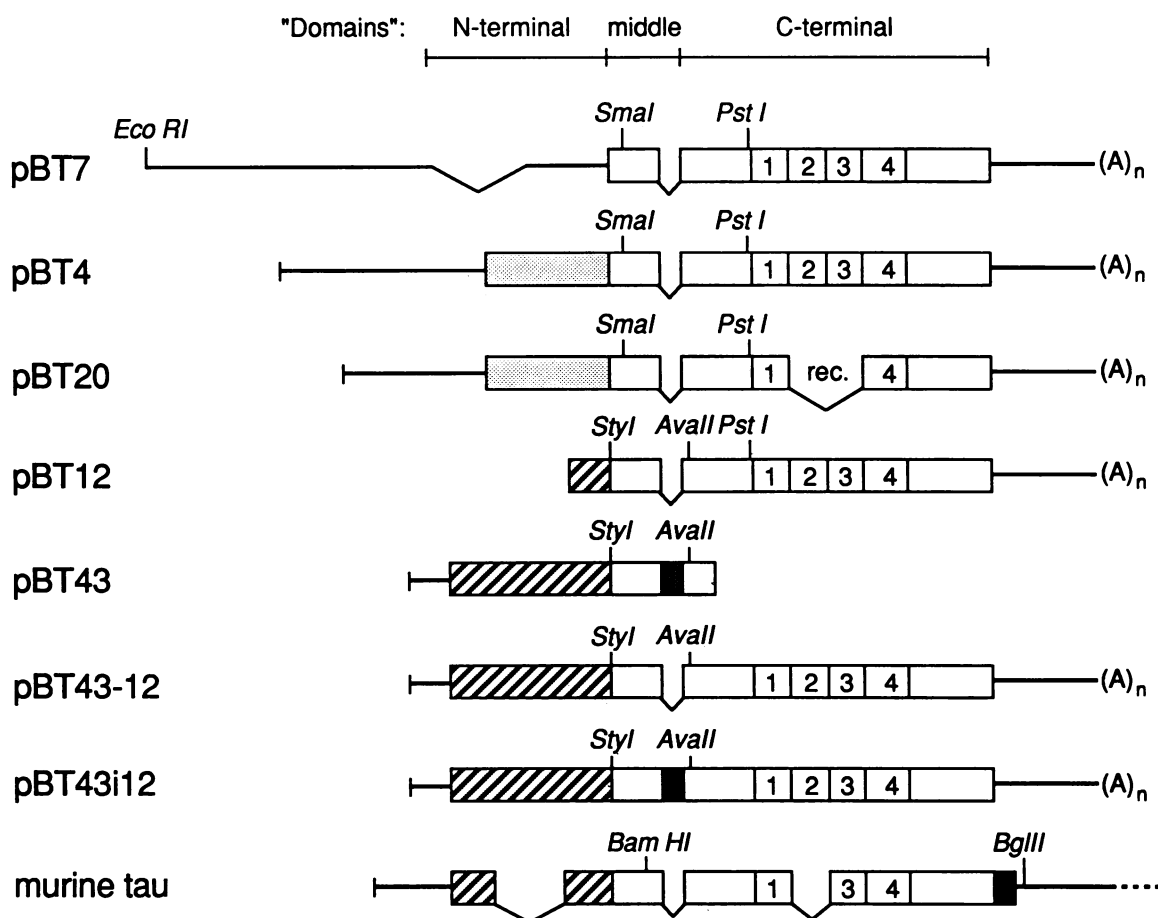 "Domains": N-terminal middle C-terminal
Eco RI SmaI Pst I
pBT7 1 2 3 4 (A)n
SmaI Pst I
pBT4 1 2 3 4 (A)n
SmaI Pst I
pBT20 1 rec. 4 (A)n
StyI AvaII Pst I
pBT12 1 2 3 4 (A)n
StyI AvaII
pBT43
StyI AvaII
pBT43-12 1 2 3 4 (A)n
StyI AvaII
pBT43i12 1 2 3 4 (A)n
Bam HI BglII
murine tau 1 3 4